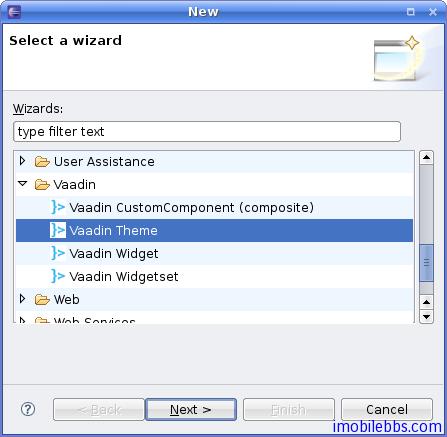 New
Select a wizard
Wizards:
type filter text
User Assistance
Vaadin
Vaadin CustomComponent (composite)
Vaadin Theme
Vaadin Widget
Vaadin Widgetset
Web
Web Services
< Back Next > Finish Cancel
imobilebbs.com